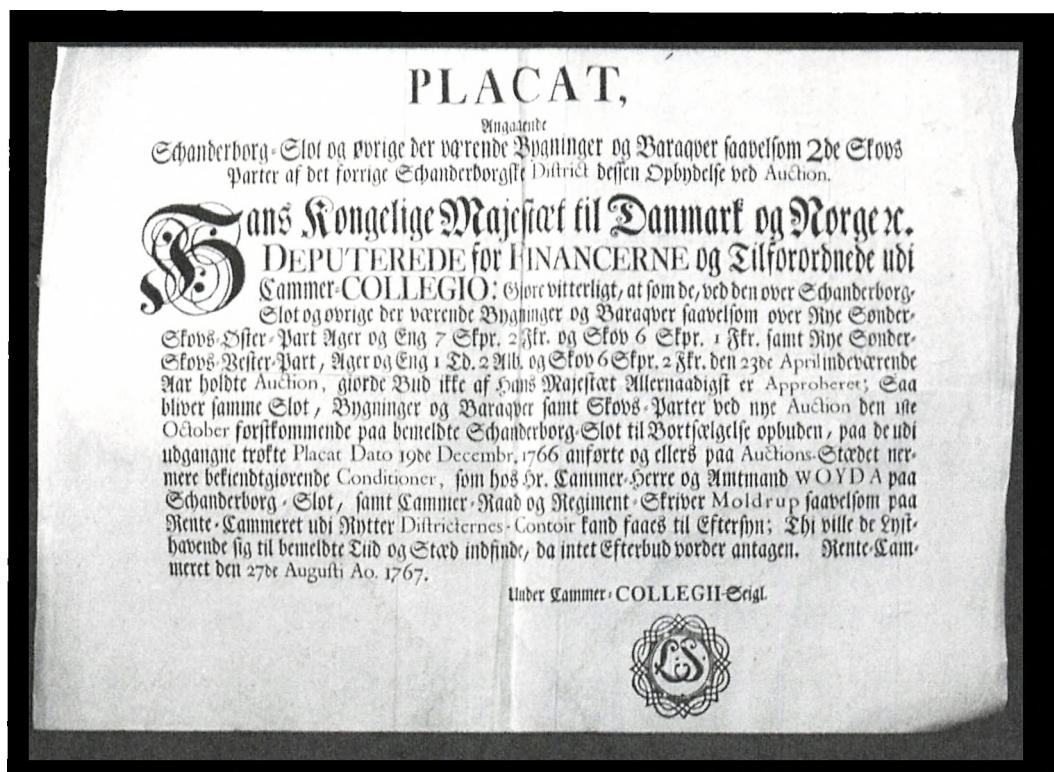 PLACAT,
Angaaende
Schanderborg-Slot og øvrige der værende Bygninger og Baraqver saavelsom 2de Skovs
Parter af det forrige Schanderborgske District dessen Opbydelse ved Auction.
Hans Kongelige Majestæt til Danmark og Norge ꝛc.
DEPUTEREDE for FINANCERNE og Tilforordnede udi
Cammer-COLLEGIO: Giøre vitterligt, at som de, ved den over Schanderborg-
Slot og øvrige der værende Bygninger og Baraqver saavelsom over Rye Sønder-
Skovs-Øster-Part Ager og Eng 7 Skpr. 2 Fkr. og Skov 6 Skpr. 1 Fkr. samt Rye Sønder-
Skovs-Vester-Part, Ager og Eng 1 Td. 2 Alb. og Skov 6 Skpr. 2 Fkr. den 23de April indeværende
Aar holdte Auction, giorde Bud ikke af Hans Majestæt Allernaadigst er Approberet; Saa
bliver samme Slot, Bygninger og Baraqver samt Skovs-Parter ved nye Auction den 1ste
October førstkommende paa bemeldte Schanderborg-Slot til Bortsælgelse opbuden, paa de udi
udgangne trøkte Placat Dato 19de Decembr. 1766 anførte og ellers paa Auctions-Stædet ner-
mere bekiendtgiørende Conditioner, som hos Hr. Cammer-Herre og Amtmand WOYDA paa
Schanderborg-Slot, samt Cammer-Raad og Regiment-Skriver Moldrup saavelsom paa
Rente-Cammeret udi Rytter Districternes-Contoir kand faaes til Eftersyn; Thi ville de Lyst-
havende sig til bemeldte Tiid og Stæd indfinde, da intet Efterbud vorder antagen. Rente-Cam-
meret den 27de Augusti Ao. 1767.
Under Cammer-COLLEGII-Seigl.
LS